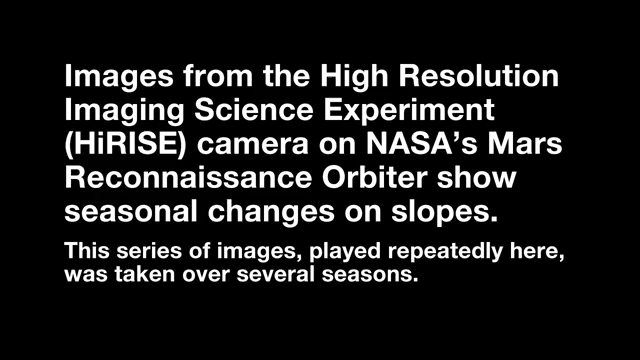 Images from the High Resolution
Imaging Science Experiment
(HiRISE) camera on NASA’s Mars
Reconnaissance Orbiter show
seasonal changes on slopes.
This series of images, played repeatedly here,
was taken over several seasons.